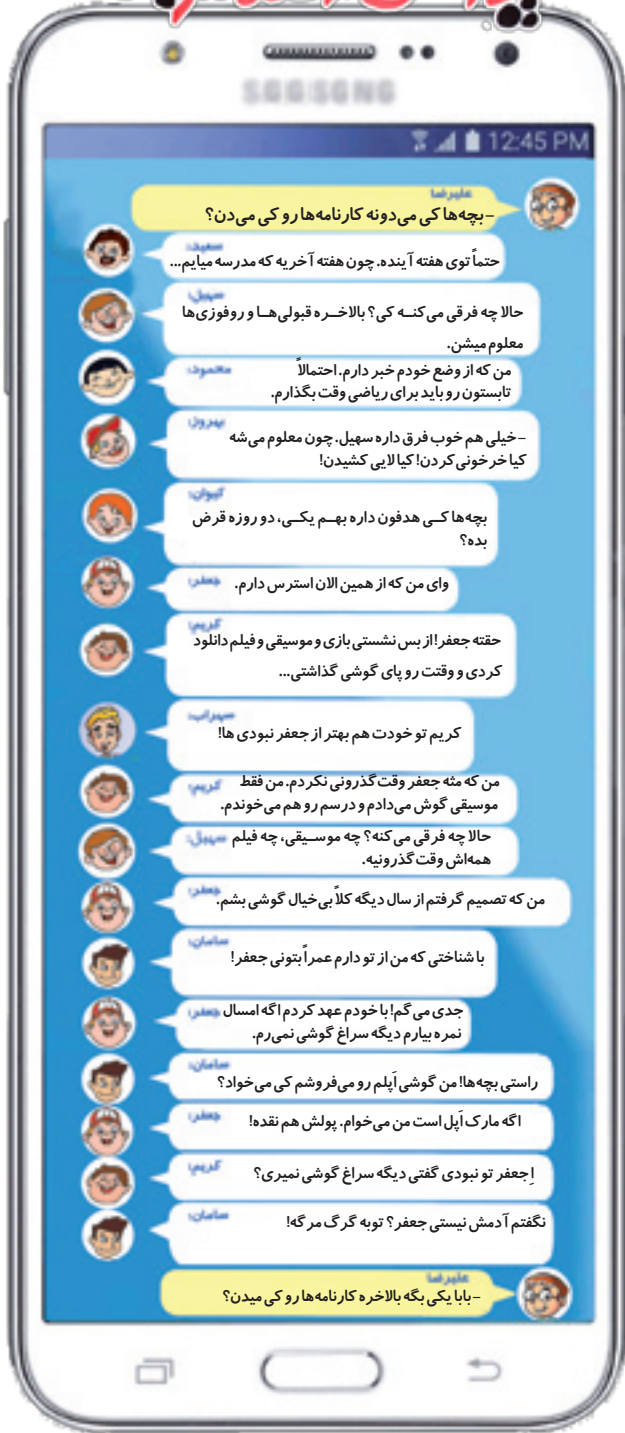 SAGSGNG
12:45 PM
علیرضا
-بچه‌ها کی می‌دونه کارنامه‌ها رو کی می‌دن؟
سعید:
حتماً توی هفته آینده. چون هفته آخریه که مدرسه میایم...
سهیل:
حالا چه فرقی می‌کنـه کی؟ بالاخـره قبولی‌هـا و روفوزی‌ها
معلوم میشن.
محمود:
من که از وضع خودم خبر دارم. احتمالاً
تابستون رو باید برای ریاضی وقت بگذارم.
بهروز:
-خیلی هم خوب فرق داره سهیل. چون معلوم می‌شه
کیا خرخونی کردن! کیا لایی کشیدن!
کیوان:
بچه‌ها کـی هدفون داره بهـم یکـی، دو روزه قرض
بده؟
جعفر:
وای من که از همین الان استرس دارم.
کریم:
حقته جعفر! از بس نشستی بازی و موسیقی و فیلم دانلود
کردی و وقتت رو پای گوشی گذاشتی...
سهراب:
کریم تو خودت هم بهتر از جعفر نبودی ها!
کریم:
من که مثه جعفر وقت‌گذرونی نکردم. من فقط
موسیقی گوش می‌دادم و درسم رو هم می‌خوندم.
سهیل:
حالا چه فرقی می‌کنه؟ چه موسـیقی، چه فیلم
همه‌اش وقت گذرونیه.
جعفر:
من که تصمیم گرفتم از سال دیگه کلاً بی‌خیال گوشی بشم.
سامان:
با شناختی که من از تو دارم عمراً بتونی جعفر!
جعفر:
جدی می‌گم! با خودم عهد کردم اگه امسال
نمره بیارم دیگه سراغ گوشی نمی‌رم.
سامان:
راستی بچه‌ها! من گوشی اَپلم رو می‌فروشم کی می‌خواد؟
جعفر:
اگه مارک اَپل است من می‌خوام. پولش هم نقده!
کریم:
اِ جعفر تو نبودی گفتی دیگه سراغ گوشی نمیری؟
سامان:
نگفتم آدمش نیستی جعفر؟ توبه گرگ مرگه!
علیرضا
-بابا یکی بگه بالاخره کارنامه‌ها رو کی میدن؟